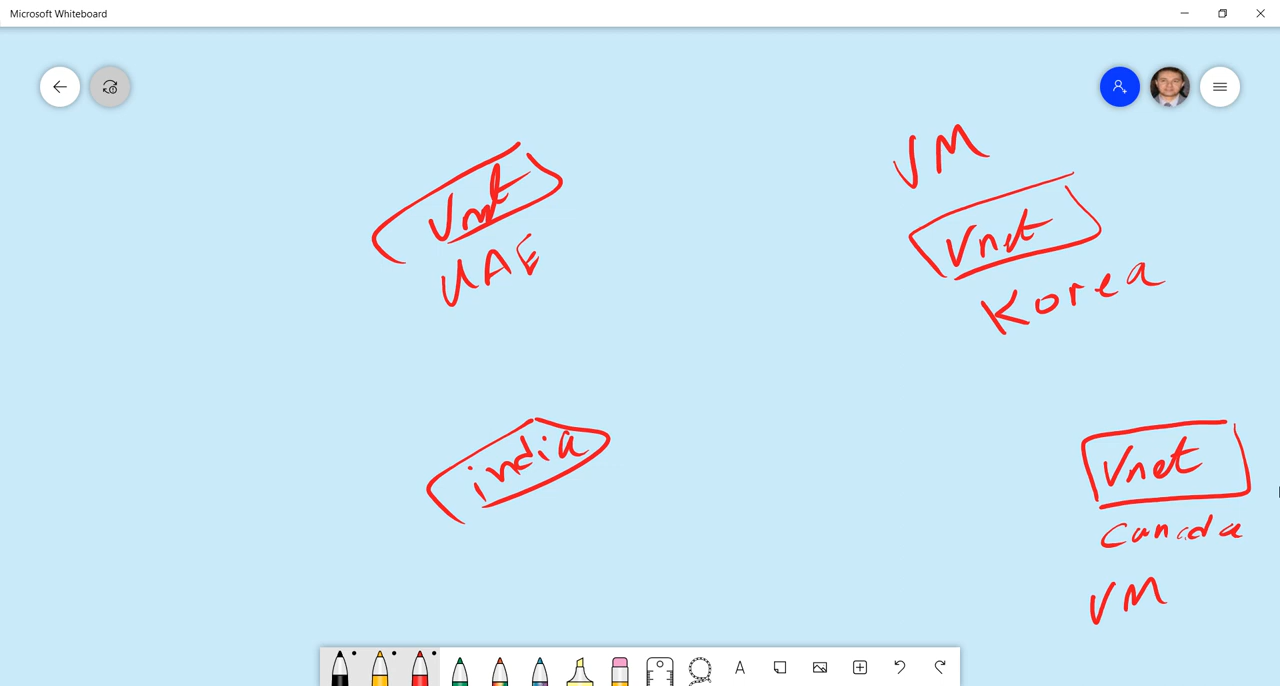 Microsoft Whiteboard
Vnet
UAE
VM
Vnet
Korea
india
Vnet
Canada
VM
A